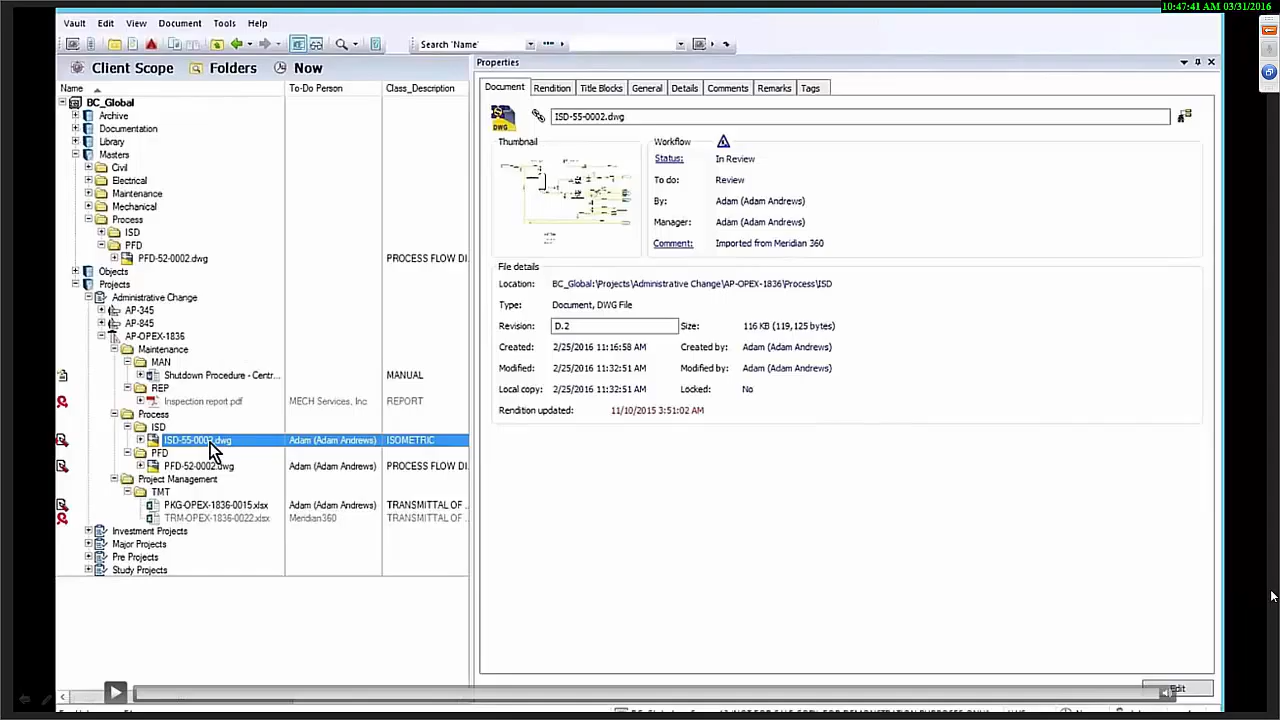 10:47:41 AM 03/31/2016
Vault Edit View Document Tools Help
Search 'Name'
Properties
Client Scope Folders Now
Name To-Do Person Class_Description
Document Rendition Title Blocks General Details Comments Remarks Tags
BC_Global
Archive
Documentation
Library
Masters
Civil
Electrical
Maintenance
Mechanical
Process
ISD
PFD
PFD-52-0002.dwg PROCESS FLOW DI.
Objects
Projects
Administrative Change
AP-345
AP-845
AP-OPEX-1836
Maintenance
MAN
Shutdown Procedure - Centr... MANUAL
REP
Inspection report.pdf MECH Services, Inc REPORT
Process
ISD
ISD-55-0002.dwg Adam (Adam Andrews) ISOMETRIC
PFD
PFD-52-0002.dwg Adam (Adam Andrews) PROCESS FLOW DI.
Project Management
TMT
PKG-OPEX-1836-0015.xlsx Adam (Adam Andrews) TRANSMITTAL OF ..
TRM-OPEX-1836-0022.xlsx Meridian360 TRANSMITTAL OF ..
Investment Projects
Major Projects
Pre Projects
Study Projects
DWG
ISD-55-0002.dwg
Thumbnail
Workflow
Status: In Review
To do: Review
By: Adam (Adam Andrews)
Manager: Adam (Adam Andrews)
Comment: Imported from Meridian 360
File details
Location: BC_Global:\Projects\Administrative Change\AP-OPEX-1836\Process\ISD
Type: Document, DWG File
Revision: D.2 Size: 116 KB (119,125 bytes)
Created: 2/25/2016 11:16:58 AM Created by: Adam (Adam Andrews)
Modified: 2/25/2016 11:32:51 AM Modified by: Adam (Adam Andrews)
Local copy: 2/25/2016 11:32:51 AM Locked: No
Rendition updated: 11/10/2015 3:51:02 AM
Edit